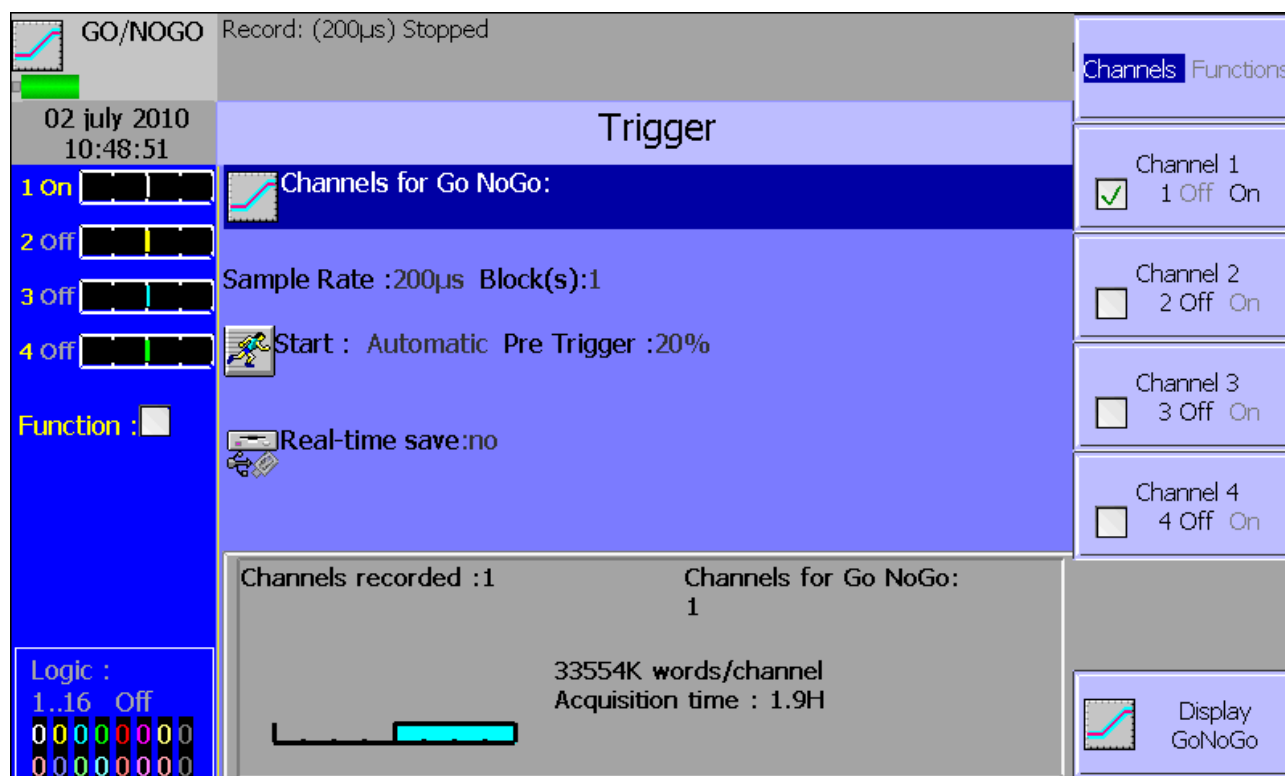 GO/NOGO
Record: (200µs) Stopped
02 july 2010
10:48:51
Trigger
1 On
2 Off
3 Off
4 Off
Function :
Logic :
1..16 Off
0 0 0 0 0 0 0 0
0 0 0 0 0 0 0 0
Channels for Go NoGo:
Sample Rate :200µs Block(s):1
Start : Automatic Pre Trigger :20%
Real-time save:no
Channels recorded :1
Channels for Go NoGo:
1
33554K words/channel
Acquisition time : 1.9H
Channels Functions
Channel 1
1 Off On
Channel 2
2 Off On
Channel 3
3 Off On
Channel 4
4 Off On
Display
GoNoGo